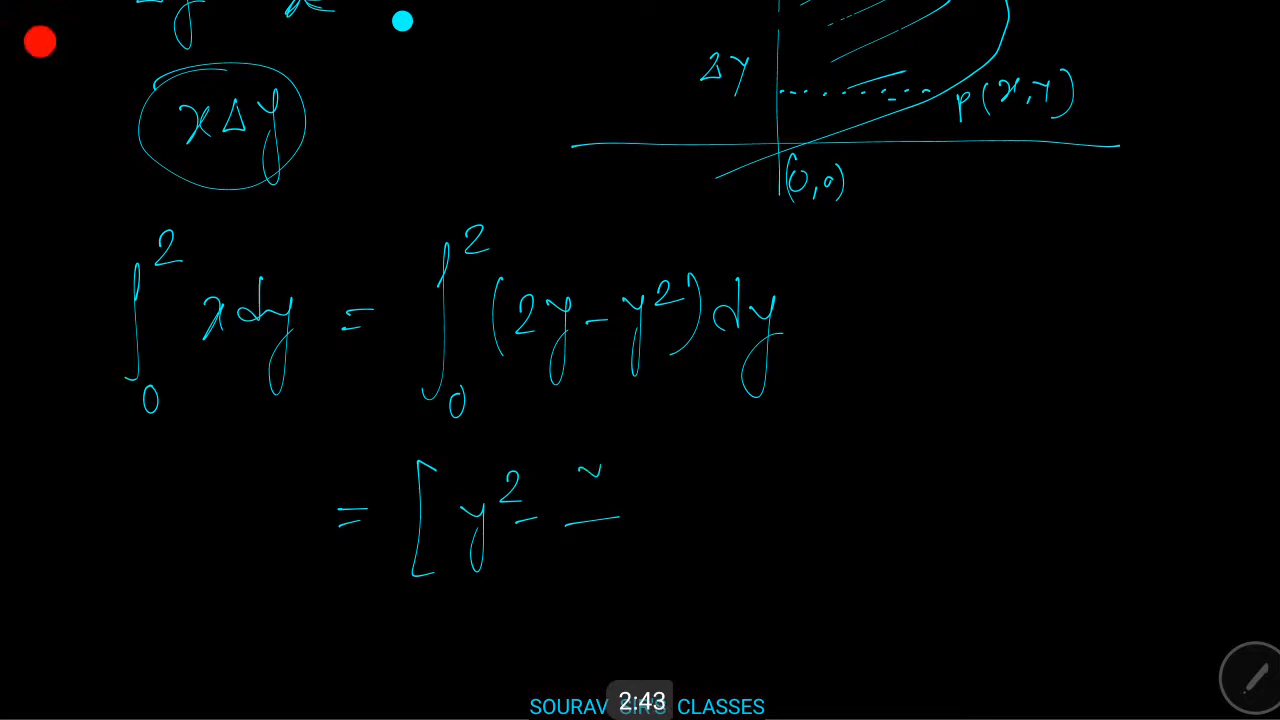 xΔy
Δy
P(x,y)
(0,0)
∫₀² x dy = ∫₀² (2y - y²) dy
= [ y² -
2:43
SOURAV CLASSES